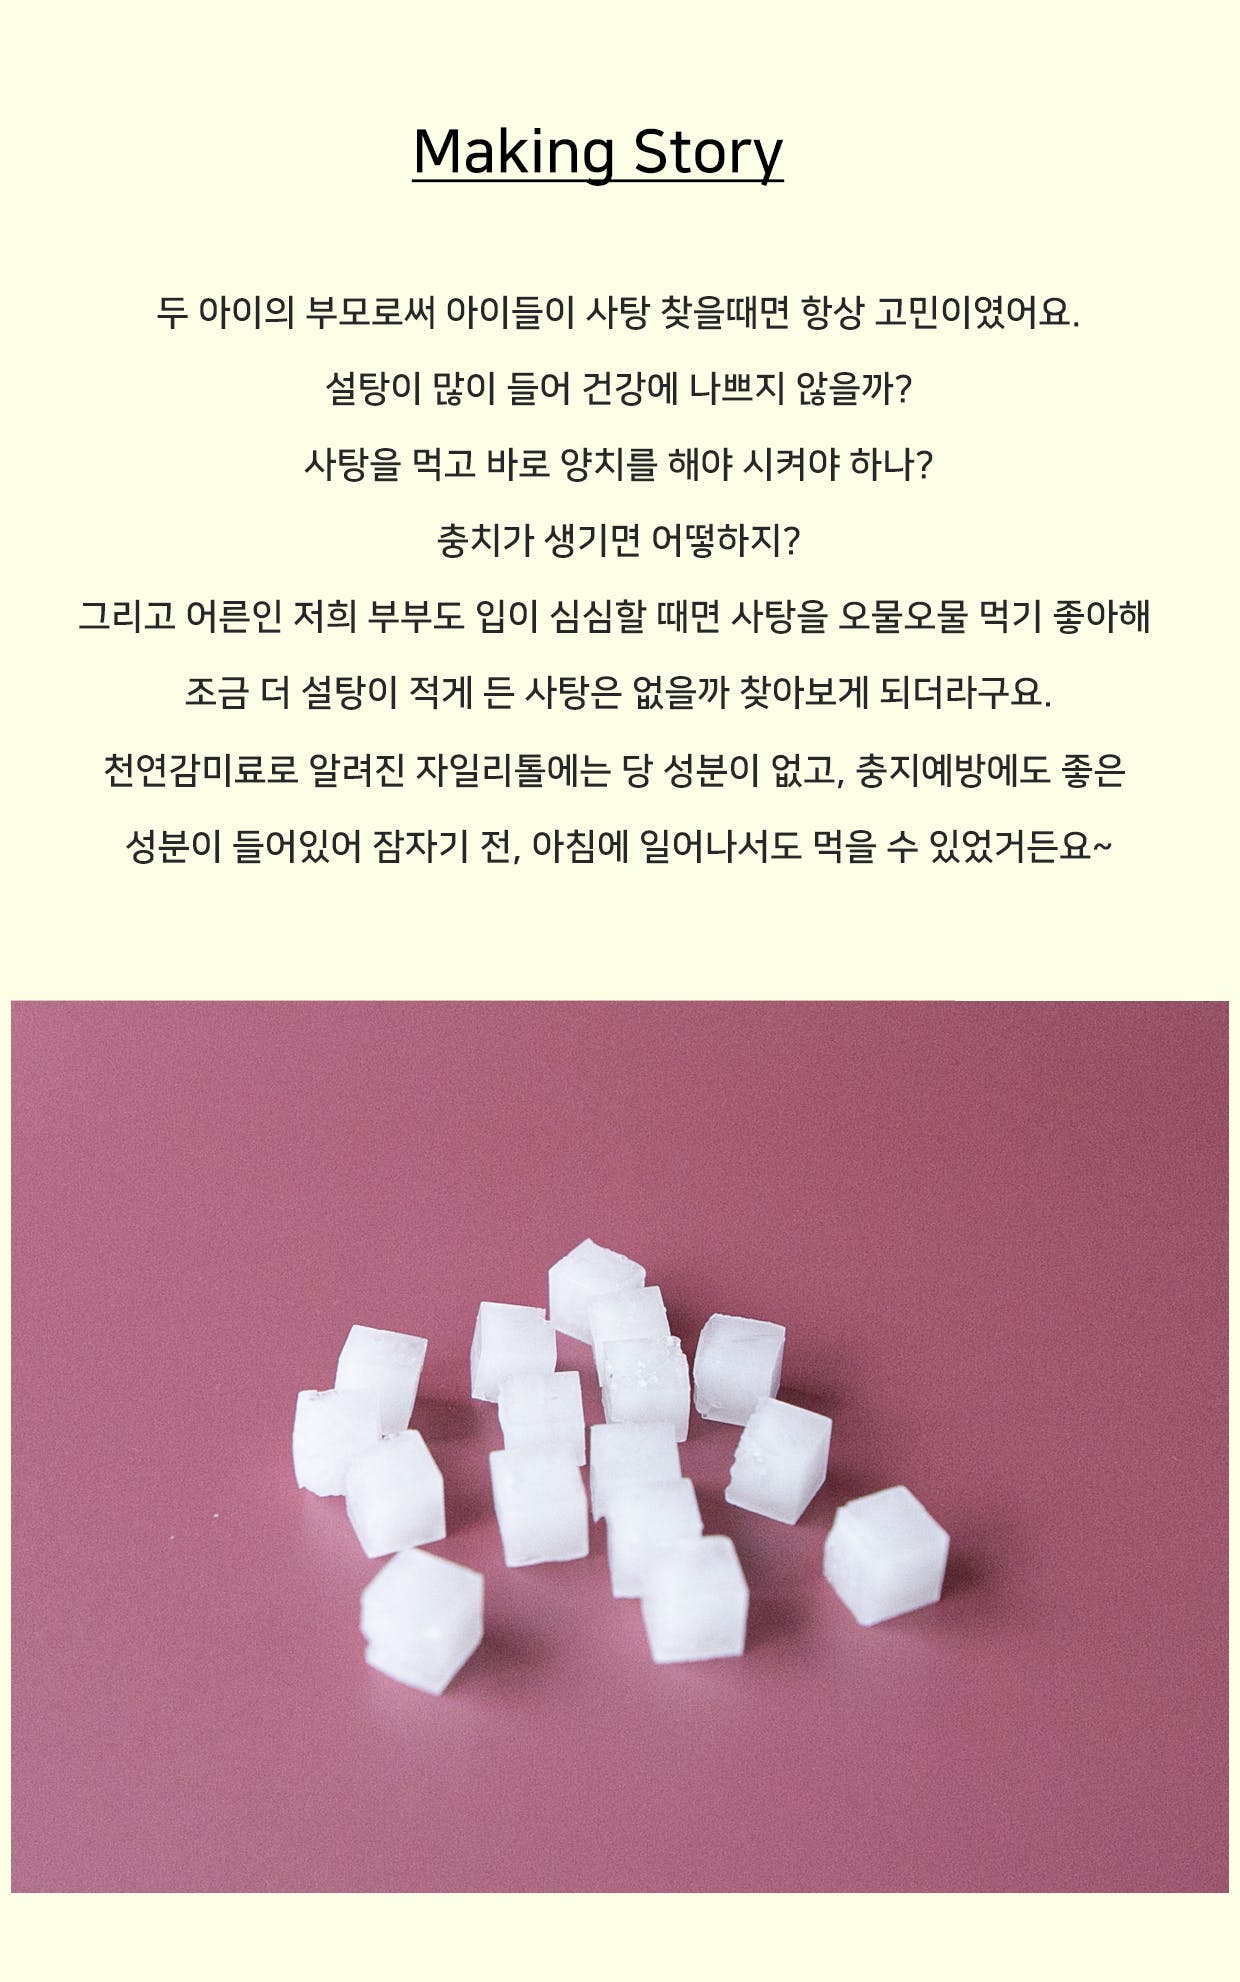 Making Story
두 아이의 부모로써 아이들이 사탕 찾을때면 항상 고민이였어요.
설탕이 많이 들어 건강에 나쁘지 않을까?
사탕을 먹고 바로 양치를 해야 시켜야 하나?
충치가 생기면 어떻하지?
그리고 어른인 저희 부부도 입이 심심할 때면 사탕을 오물오물 먹기 좋아해
조금 더 설탕이 적게 든 사탕은 없을까 찾아보게 되더라구요.
천연감미료로 알려진 자일리톨에는 당 성분이 없고, 충지예방에도 좋은
성분이 들어있어 잠자기 전, 아침에 일어나서도 먹을 수 있었거든요~